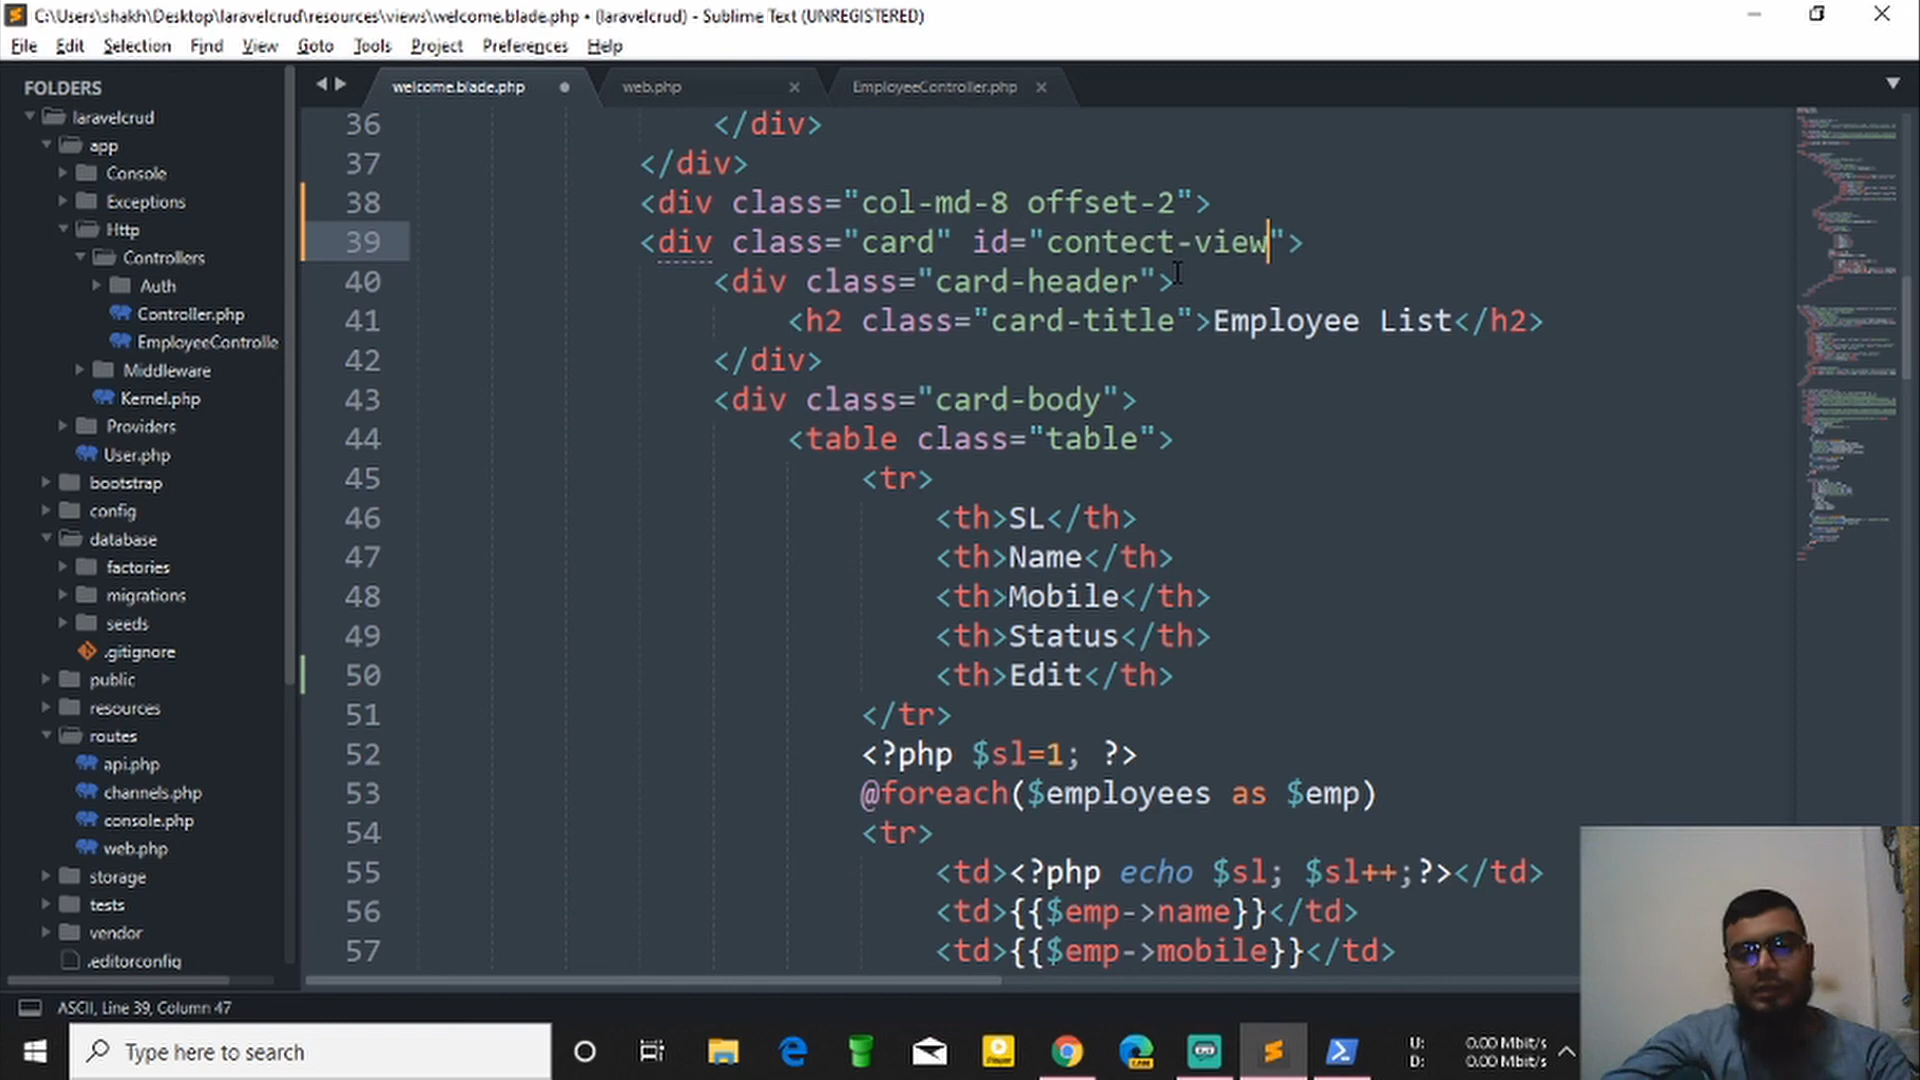 C:\Users\shakh\Desktop\laravelcrud\resources\views\welcome.blade.php • (laravelcrud) - Sublime Text (UNREGISTERED)
File Edit Selection Find View Goto Tools Project Preferences Help
FOLDERS
laravelcrud
app
Console
Exceptions
Http
Controllers
Auth
Controller.php
EmployeeControlle
Middleware
Kernel.php
Providers
User.php
bootstrap
config
database
factories
migrations
seeds
.gitignore
public
resources
routes
api.php
channels.php
console.php
web.php
storage
tests
vendor
.editorconfig
welcome.blade.php web.php EmployeeController.php
36 </div>
37 </div>
38 <div class="col-md-8 offset-2">
39 <div class="card" id="contect-view">
40 <div class="card-header">
41 <h2 class="card-title">Employee List</h2>
42 </div>
43 <div class="card-body">
44 <table class="table">
45 <tr>
46 <th>SL</th>
47 <th>Name</th>
48 <th>Mobile</th>
49 <th>Status</th>
50 <th>Edit</th>
51 </tr>
52 <?php $sl=1; ?>
53 @foreach($employees as $emp)
54 <tr>
55 <td><?php echo $sl; $sl++;?></td>
56 <td>{{$emp->name}}</td>
57 <td>{{$emp->mobile}}</td>
ASCII, Line 39, Column 47
Type here to search
U: 0.00 Mbit/s
D: 0.00 Mbit/s